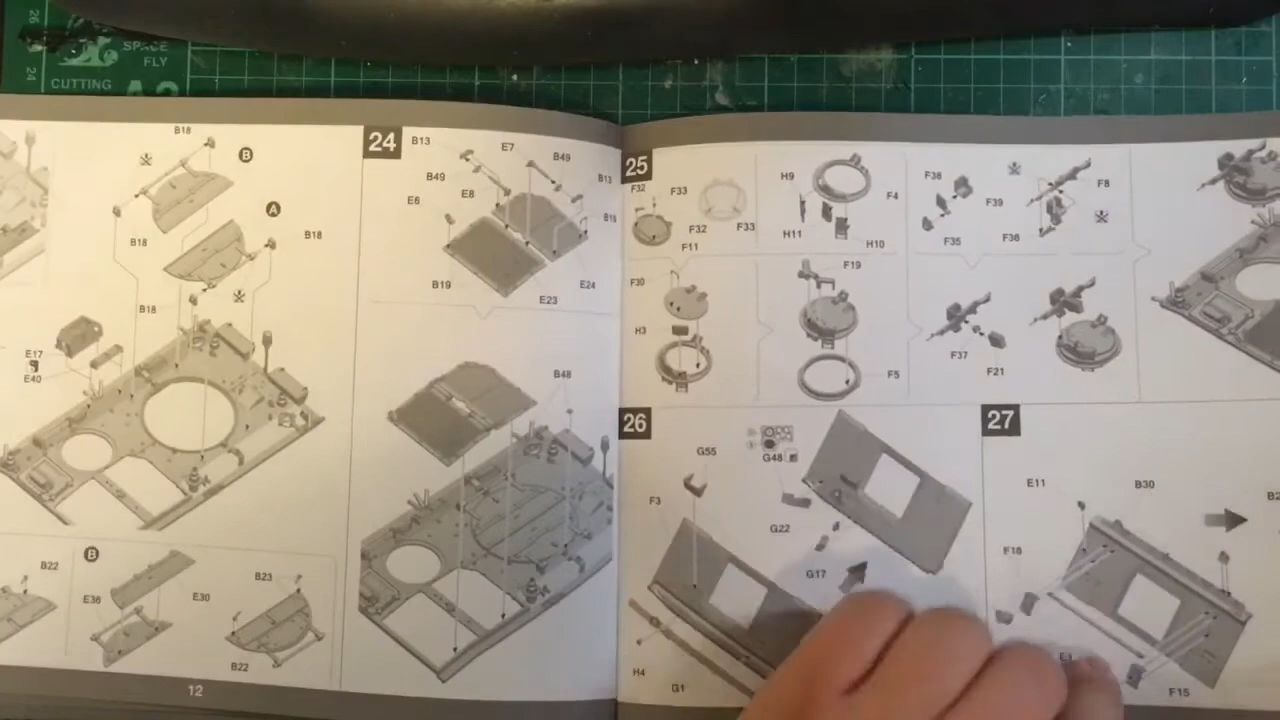 26
24
SPACE
FLY
CUTTING
A3
B18
B
A
B18
B18
B18
E17
E40
B22
B
E36
E30
B23
B22
12
24
B13
E7
B49
B49
E8
B13
E6
B19
E24
E23
B48
25
F32
F33
F32
F33
F11
H9
F4
H11
H10
F38
F39
F35
F36
F8
F30
H3
F19
F5
F37
F21
26
G55
G48
F3
G22
G17
H4
G1
27
E11
B30
F15